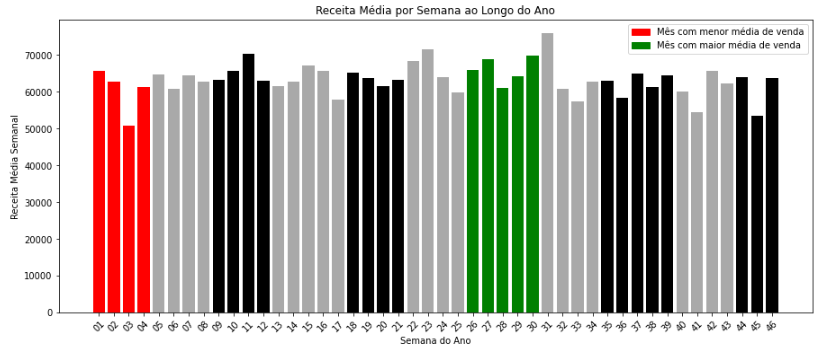 Receita Média por Semana ao Longo do Ano
Mês com menor média de venda
Mês com maior média de venda
Receita Média Semanal
70000
60000
50000
40000
30000
20000
10000
0
01 02 03 04 05 06 07 08 09 10 11 12 13 14 15 16 17 18 19 20 21 22 23 24 25 26 27 28 29 30 31 32 33 34 35 36 37 38 39 40 41 42 43 44 45 46
Semana do Ano